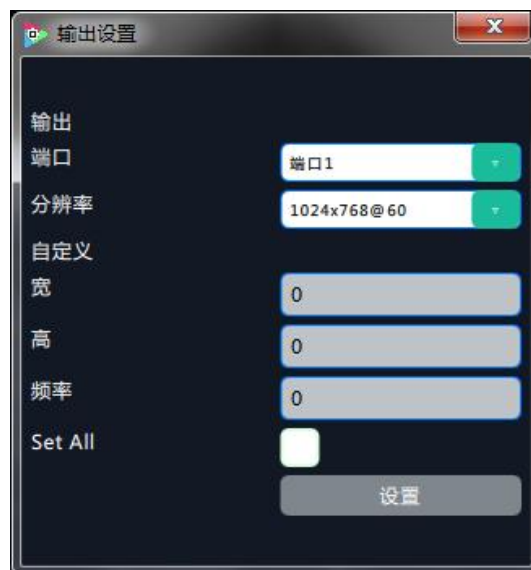 输出设置
输出
端口 端口1
分辨率 1024x768@60
自定义
宽 0
高 0
频率 0
Set All
设置